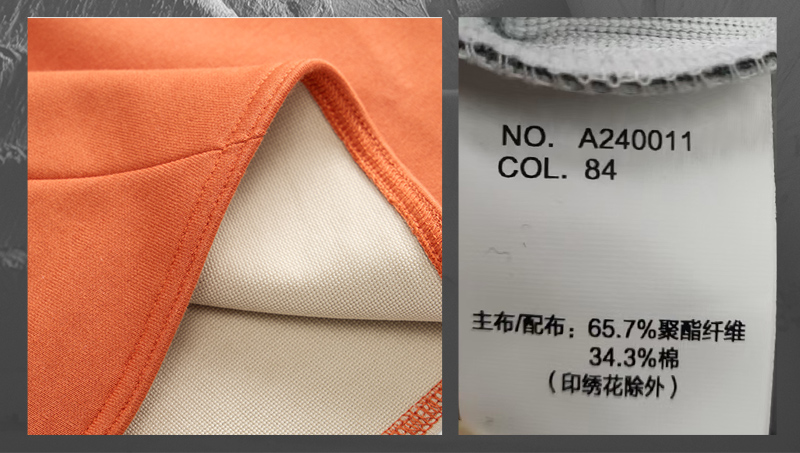 NO. A240011
COL. 84
主布/配布：65.7%聚酯纤维
34.3%棉
（印绣花除外）